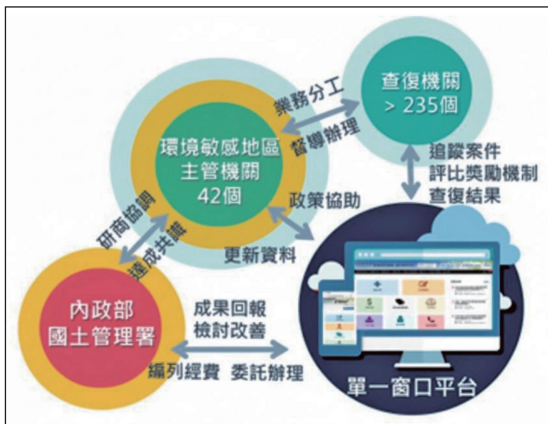 查復機關
> 235個
業務分工
督導辦理
環境敏感地區
主管機關
42個
追蹤案件
評比獎勵機制
查復結果
政策協助
更新資料
研商協調
達成共識
內政部
國土管理署
成果回報
檢討改善
編列經費 委託辦理
單一窗口平台